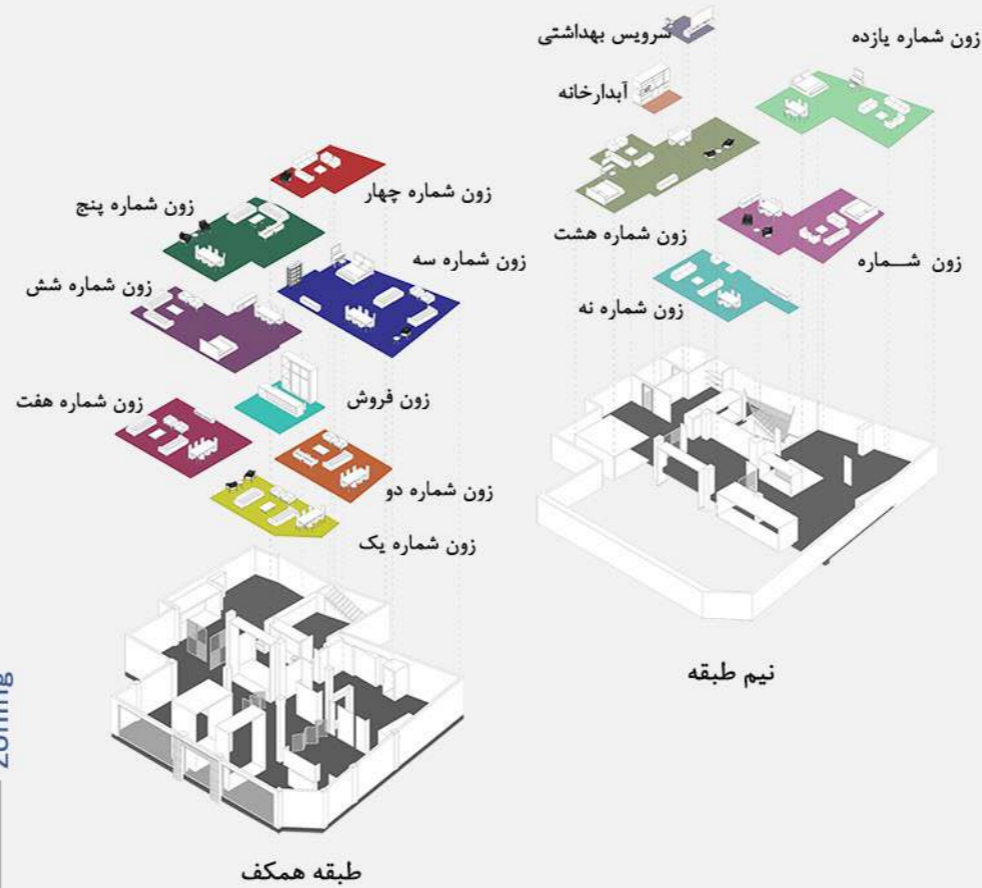 سرویس بهداشتی
زون شماره یازده
آبدارخانه
زون شماره چهار
زون شماره پنج
زون شماره هشت
زون شـــماره
زون شماره سه
زون شماره شش
زون شماره نه
زون فروش
زون شماره هفت
زون شماره دو
زون شماره یک
نیم طبقه
طبقه همکف
Zoning